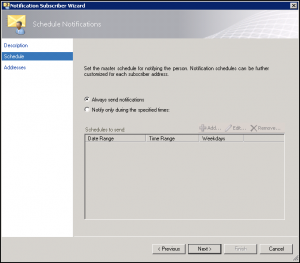 Notification Subscriber Wizard
Schedule Notifications
Description
Schedule
Addresses
Set the master schedule for notifying the person. Notification schedules can be further
customized for each subscriber address.
Always send notifications
Notify only during the specified times:
Schedules to send
Add...
Edit...
Remove...
Date Range
Time Range
Weekdays
< Previous
Next >
Finish
Cancel